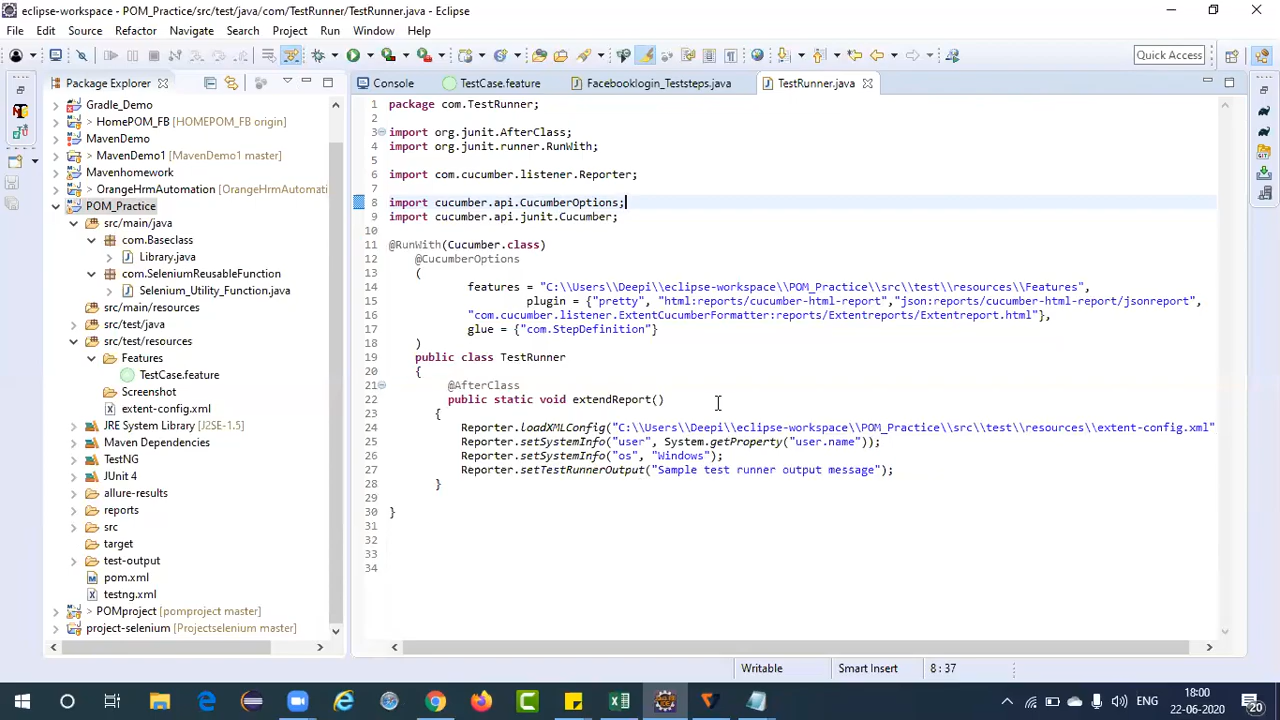 eclipse-workspace - POM_Practice/src/test/java/com/TestRunner/TestRunner.java - Eclipse
File Edit Source Refactor Navigate Search Project Run Window Help
Quick Access
Package Explorer
Gradle_Demo
> HomePOM_FB [HOMEPOM_FB origin]
MavenDemo
> MavenDemo1 [MavenDemo1 master]
Mavenhomework
> OrangeHrmAutomation [OrangeHrmAutomati
POM_Practice
src/main/java
com.Baseclass
Library.java
com.SeleniumReusableFunction
Selenium_Utility_Function.java
src/main/resources
src/test/java
src/test/resources
Features
TestCase.feature
Screenshot
extent-config.xml
JRE System Library [J2SE-1.5]
Maven Dependencies
TestNG
JUnit 4
allure-results
reports
src
target
test-output
pom.xml
testng.xml
> POMproject [pomproject master]
project-selenium [Projectselenium master]
Console TestCase.feature Facebooklogin_Teststeps.java TestRunner.java
1 package com.TestRunner;
2
3 import org.junit.AfterClass;
4 import org.junit.runner.RunWith;
5
6 import com.cucumber.listener.Reporter;
7
8 import cucumber.api.CucumberOptions;
9 import cucumber.api.junit.Cucumber;
10
11 @RunWith(Cucumber.class)
12 @CucumberOptions
13 (
14 features = "C:\\Users\\Deepi\\eclipse-workspace\\POM_Practice\\src\\test\\resources\\Features",
15 plugin = {"pretty", "html:reports/cucumber-html-report","json:reports/cucumber-html-report/jsonreport",
16 "com.cucumber.listener.ExtentCucumberFormatter:reports/Extentreports/Extentreport.html"},
17 glue = {"com.StepDefinition"}
18 )
19 public class TestRunner
20 {
21 @AfterClass
22 public static void extendReport()
23 {
24 Reporter.loadXMLConfig("C:\\Users\\Deepi\\eclipse-workspace\\POM_Practice\\src\\test\\resources\\extent-config.xml"
25 Reporter.setSystemInfo("user", System.getProperty("user.name"));
26 Reporter.setSystemInfo("os", "Windows");
27 Reporter.setTestRunnerOutput("Sample test runner output message");
28 }
29
30 }
31
32
33
34
Writable Smart Insert 8 : 37
ENG
18:00
22-06-2020
20